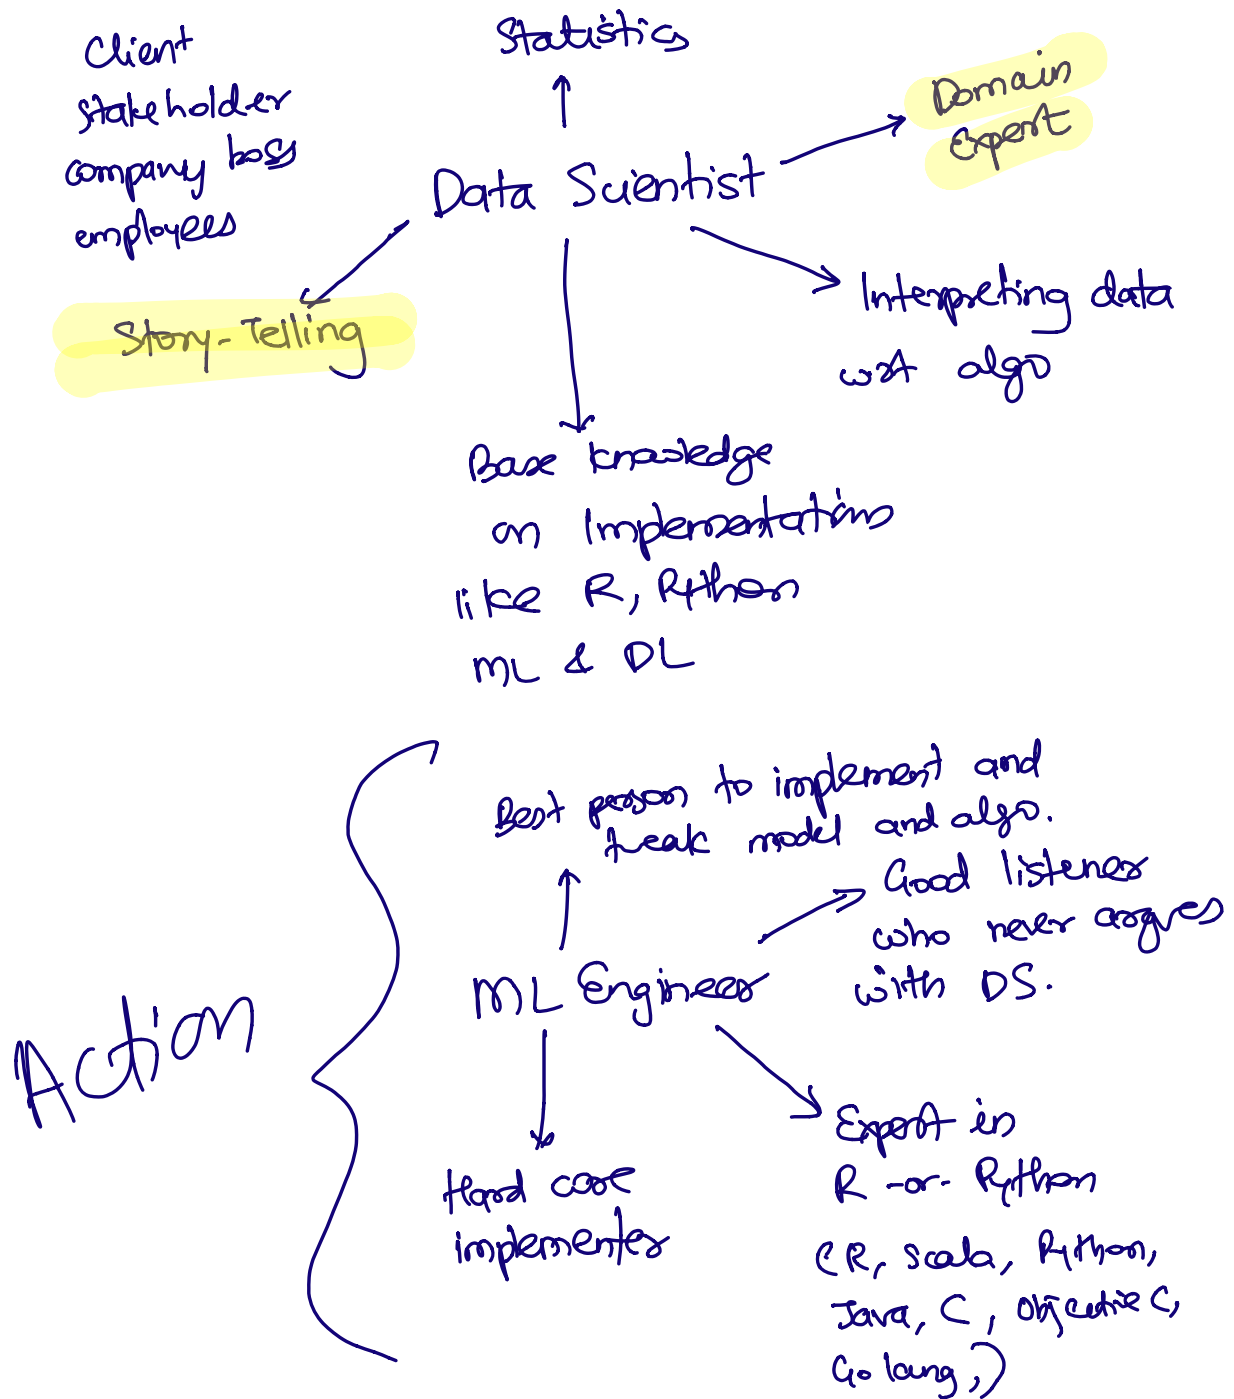 Client
stakeholder
company boss
employees
Statistics
Domain
Expert
Data Scientist
Story-Telling
Interpreting data
wrt algo
Base knowledge
on Implementations
like R, Python
ML & DL
Best person to implement and
tweak model and algo.
Good listener
who never argues
with DS.
ML Engineer
Action
Hard core
implementer
Expert in
R -or- Python
(R, Scala, Python,
Java, C, Objective C,
Go lang,)